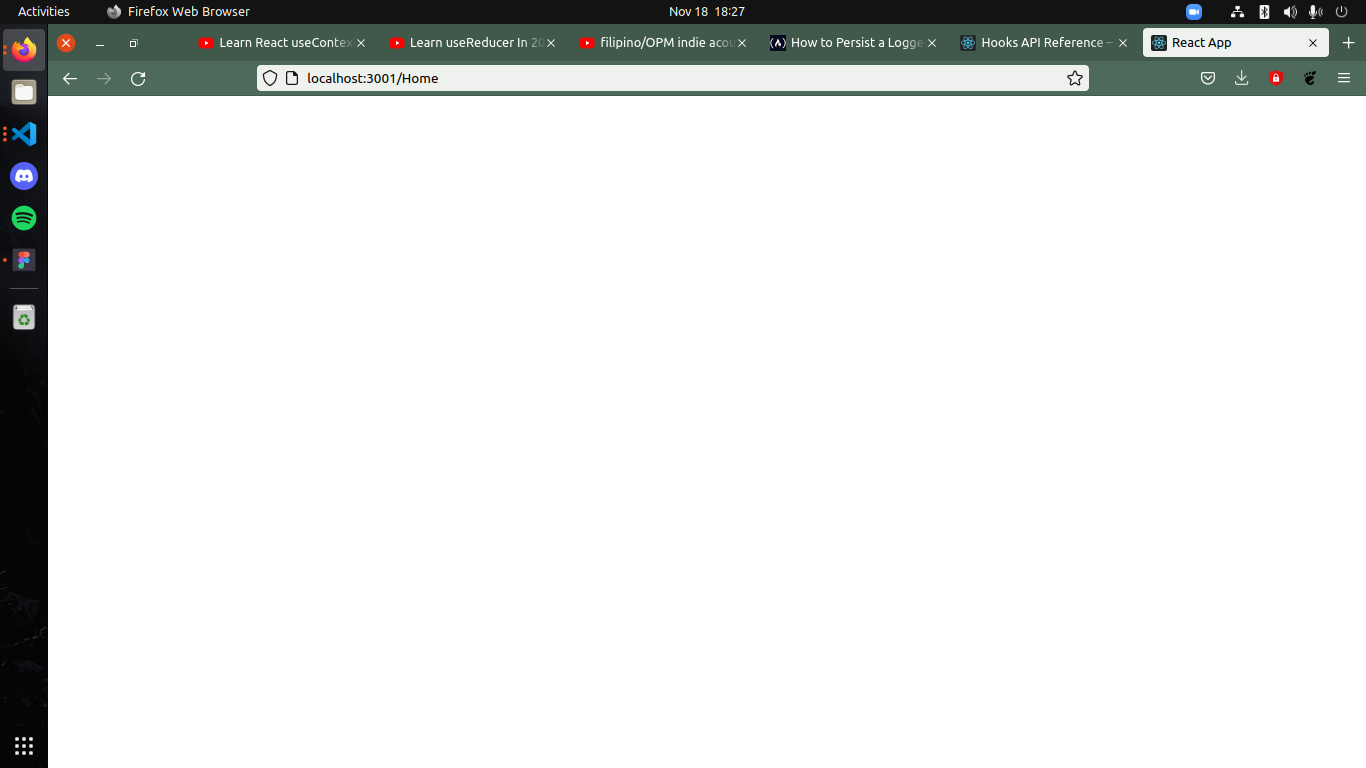 Activities Firefox Web Browser Nov 18 18:27
Learn React useContex Learn useReducer In 20 filipino/OPM indie acou How to Persist a Logge Hooks API Reference – React App
localhost:3001/Home